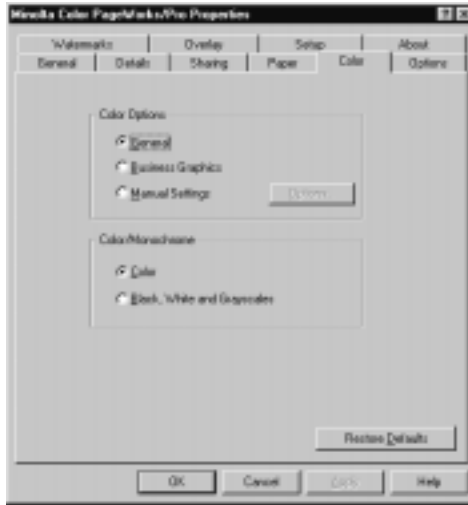 Minolta Color PageWorks/Pro Properties
Watermarks Overlay Setup About
General Details Sharing Paper Color Options
Color Options
General
Business Graphics
Manual Settings Options
Color/Monochrome
Color
Black, White and Grayscales
Restore Defaults
OK Cancel Apply Help